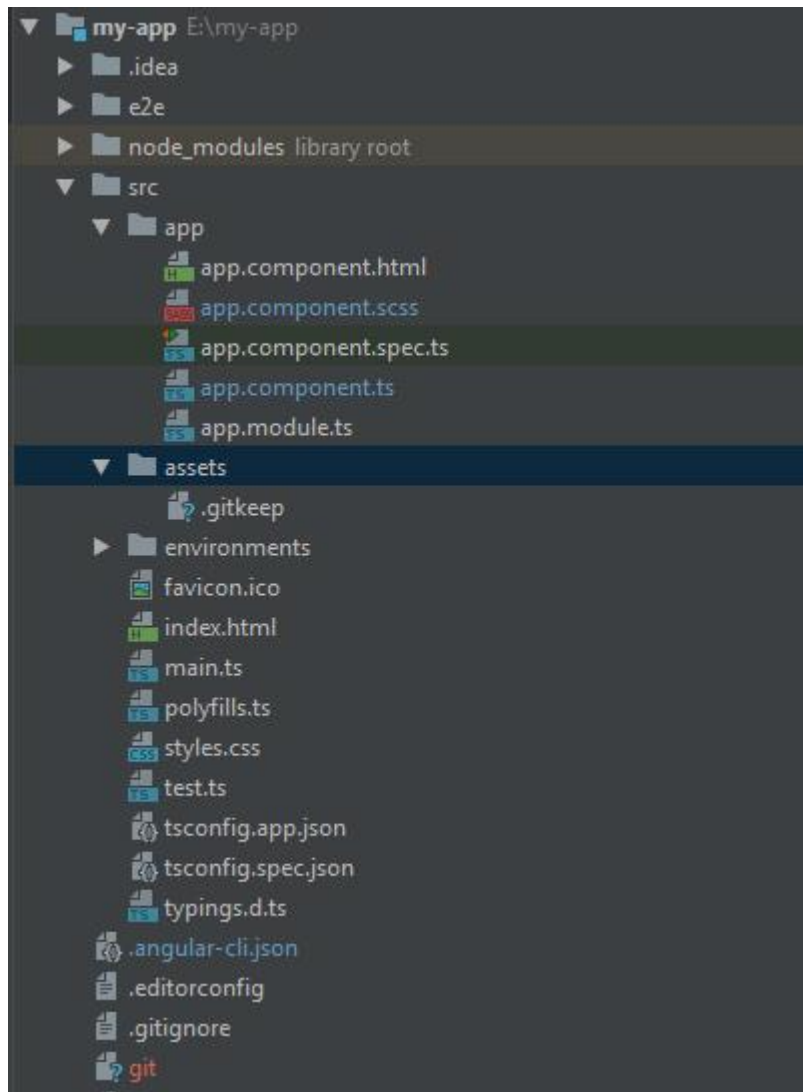 my-app E:\my-app
.idea
e2e
node_modules library root
src
app
app.component.html
app.component.scss
app.component.spec.ts
app.component.ts
app.module.ts
assets
.gitkeep
environments
favicon.ico
index.html
main.ts
polyfills.ts
styles.css
test.ts
tsconfig.app.json
tsconfig.spec.json
typings.d.ts
.angular-cli.json
.editorconfig
.gitignore
git